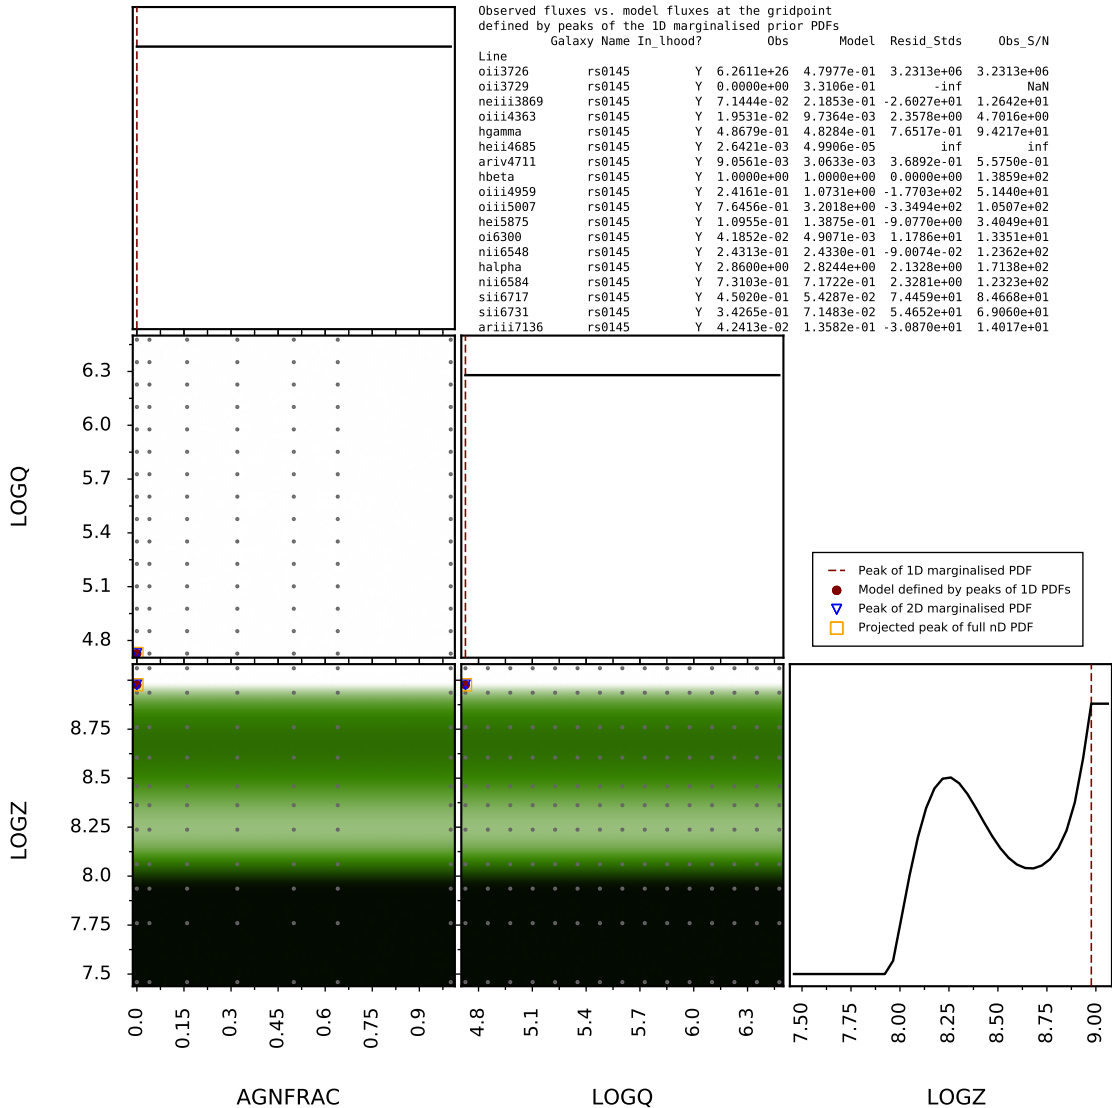 Observed fluxes vs. model fluxes at the gridpoint
defined by peaks of the 1D marginalised prior PDFs
Galaxy Name In_lhood? Obs Model Resid_Stds Obs_S/N
Line
oii3726 rs0145 Y 6.2611e+26 4.7977e-01 3.2313e+06 3.2313e+06
oii3729 rs0145 Y 0.0000e+00 3.3106e-01 -inf NaN
neiii3869 rs0145 Y 7.1444e-02 2.1853e-01 -2.6027e+01 1.2642e+01
oiii4363 rs0145 Y 1.9531e-02 9.7364e-03 2.3578e+00 4.7016e+00
hgamma rs0145 Y 4.8679e-01 4.8284e-01 7.6517e-01 9.4217e+01
heii4685 rs0145 Y 2.6421e-03 4.9906e-05 inf inf
ariv4711 rs0145 Y 9.0561e-03 3.0633e-03 3.6892e-01 5.5750e-01
hbeta rs0145 Y 1.0000e+00 1.0000e+00 0.0000e+00 1.3859e+02
oiii4959 rs0145 Y 2.4161e-01 1.0731e+00 -1.7703e+02 5.1440e+01
oiii5007 rs0145 Y 7.6456e-01 3.2018e+00 -3.3494e+02 1.0507e+02
hei5875 rs0145 Y 1.0955e-01 1.3875e-01 -9.0770e+00 3.4049e+01
oi6300 rs0145 Y 4.1852e-02 4.9071e-03 1.1786e+01 1.3351e+01
nii6548 rs0145 Y 2.4313e-01 2.4330e-01 -9.0074e-02 1.2362e+02
halpha rs0145 Y 2.8600e+00 2.8244e+00 2.1328e+00 1.7138e+02
nii6584 rs0145 Y 7.3103e-01 7.1722e-01 2.3281e+00 1.2323e+02
sii6717 rs0145 Y 4.5020e-01 5.4287e-02 7.4459e+01 8.4668e+01
sii6731 rs0145 Y 3.4265e-01 7.1483e-02 5.4652e+01 6.9060e+01
ariii7136 rs0145 Y 4.2413e-02 1.3582e-01 -3.0870e+01 1.4017e+01
6.3
6.0
5.7
5.4
5.1
4.8
LOGQ
Peak of 1D marginalised PDF
Model defined by peaks of 1D PDFs
Peak of 2D marginalised PDF
Projected peak of full nD PDF
8.75
8.5
8.25
8.0
7.75
7.5
LOGZ
0.0 0.15 0.3 0.45 0.6 0.75 0.9
4.8 5.1 5.4 5.7 6.0 6.3
7.50 7.75 8.00 8.25 8.50 8.75 9.00
AGNFRAC LOGQ LOGZ